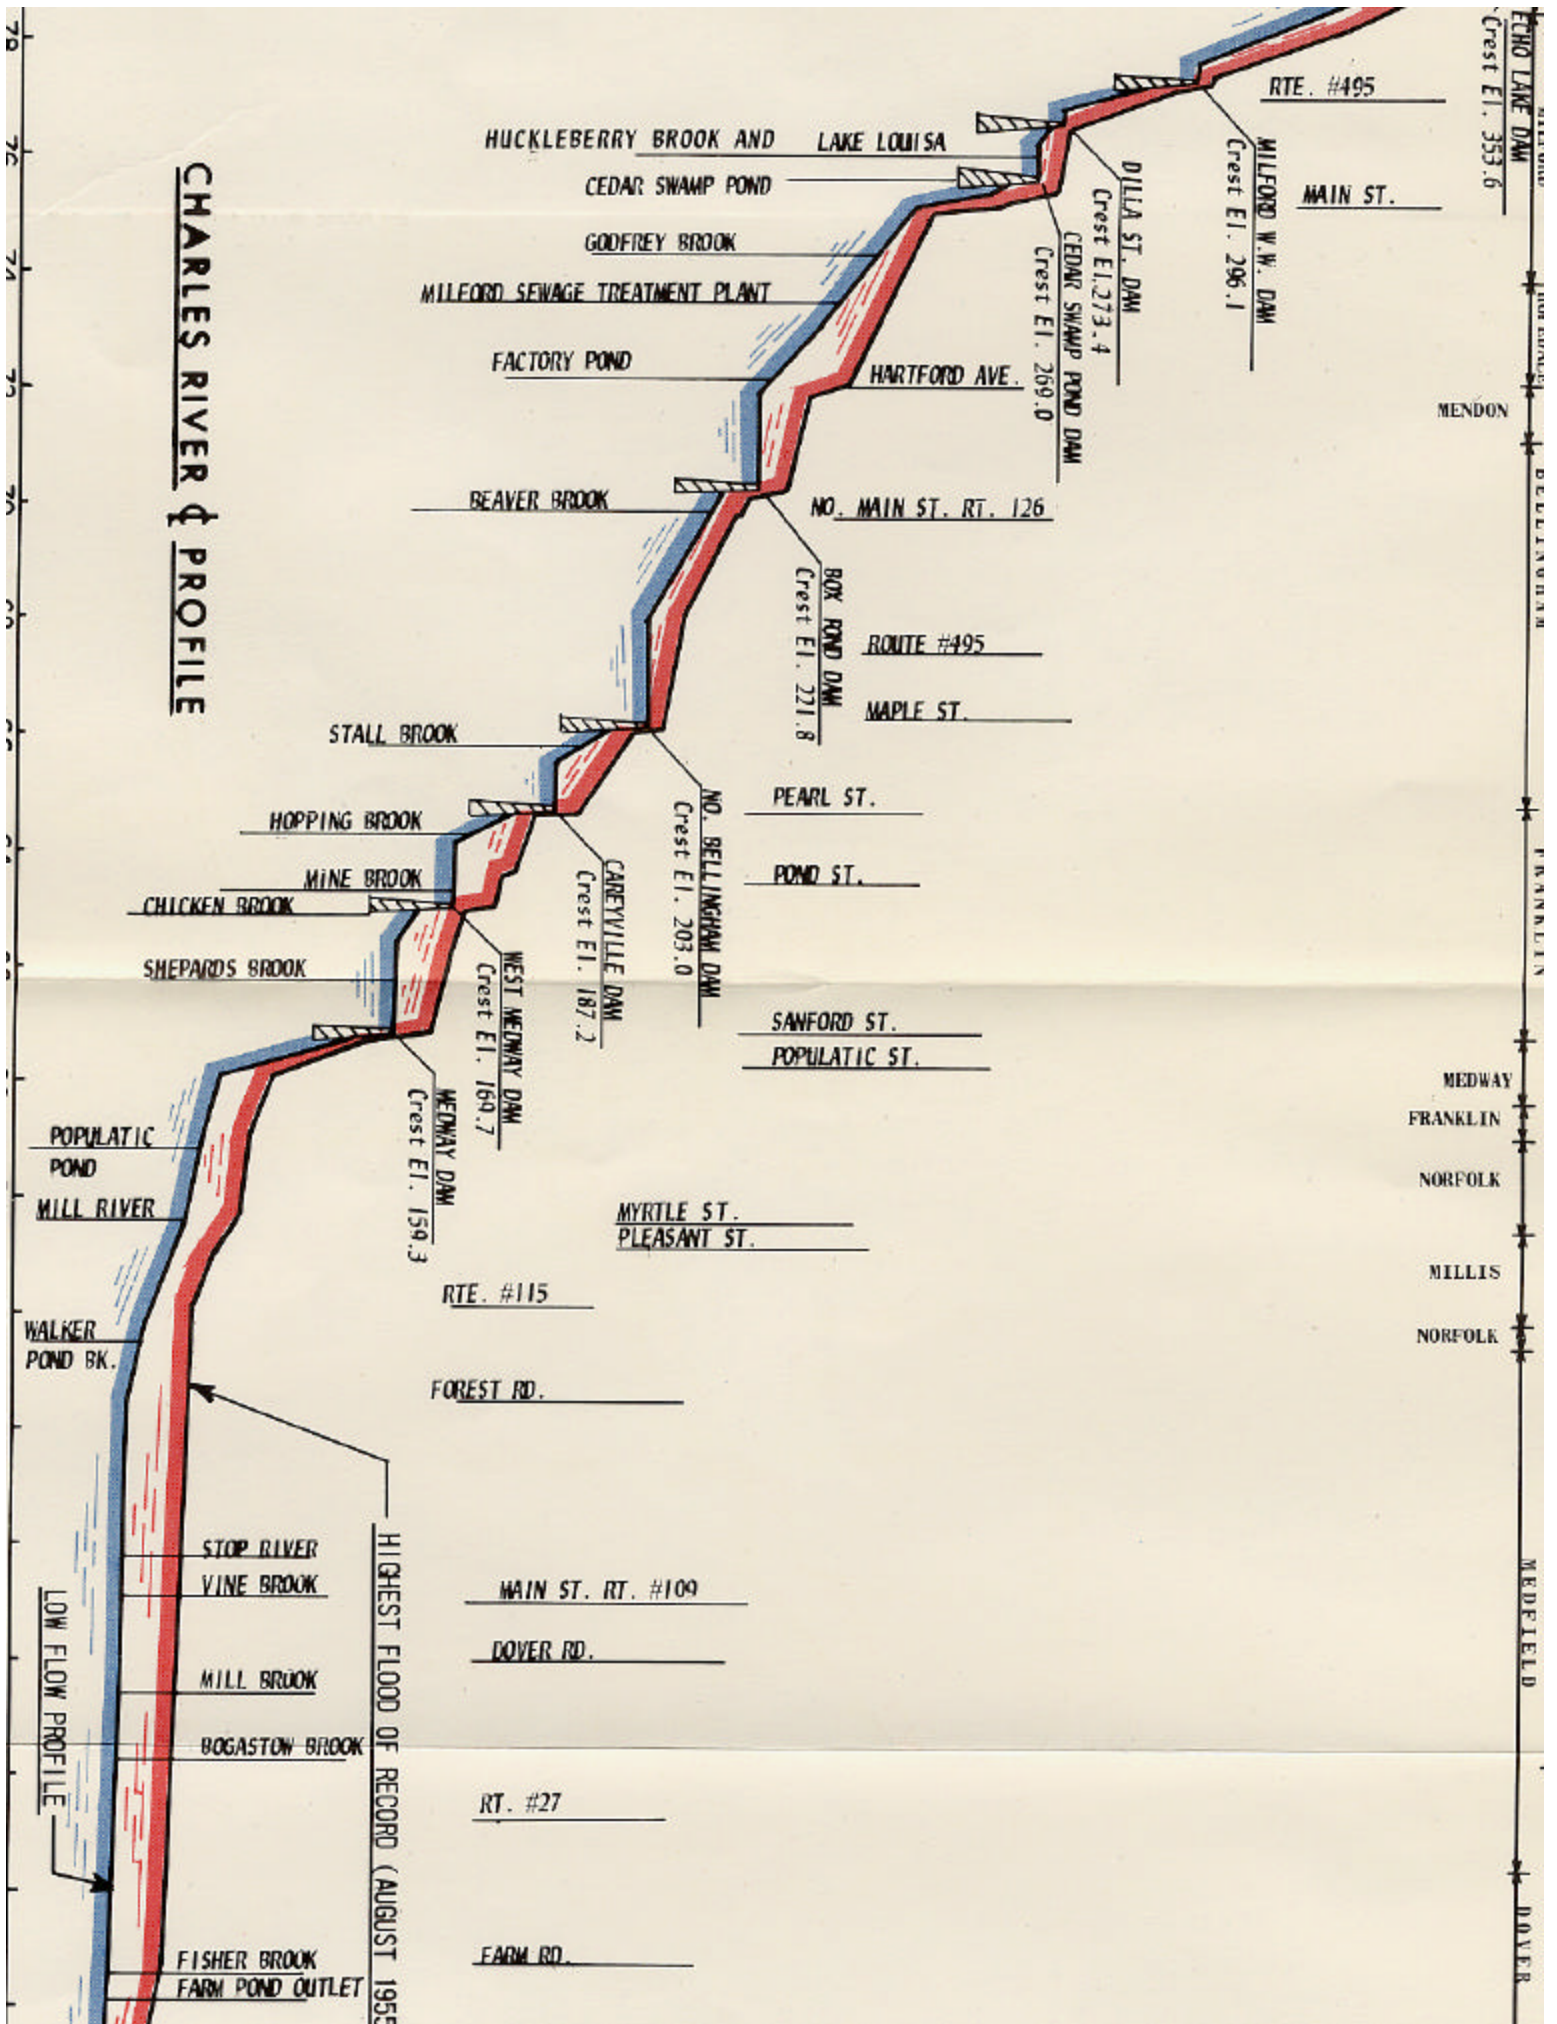 ECHO LAKE DAM
Crest El. 353.6
RTE. #495
MILFORD W.W. DAM
Crest El. 296.1
MAIN ST.
HUCKLEBERRY BROOK AND LAKE LOUISA
CEDAR SWAMP POND
DILLA ST. DAM
Crest El. 273.4
CEDAR SWAMP POND DAM
Crest El. 269.0
GODFREY BROOK
MILFORD SEWAGE TREATMENT PLANT
FACTORY POND
HARTFORD AVE.
MENDON
BELLINGHAM
BEAVER BROOK
NO. MAIN ST. RT. 126
BOX POND DAM
Crest El. 221.8
CHARLES RIVER ₵ PROFILE
ROUTE #495
MAPLE ST.
STALL BROOK
NO. BELLINGHAM DAM
Crest El. 203.0
PEARL ST.
HOPPING BROOK
CAREYVILLE DAM
Crest El. 187.2
POND ST.
FRANKLIN
MINE BROOK
CHICKEN BROOK
WEST MEDWAY DAM
Crest El. 169.7
SHEPARDS BROOK
SANFORD ST.
POPULATIC ST.
MEDWAY DAM
Crest El. 159.3
MEDWAY
FRANKLIN
POPULATIC
POND
NORFOLK
MILL RIVER
MYRTLE ST.
PLEASANT ST.
MILLIS
RTE. #115
WALKER
POND BK.
NORFOLK
FOREST RD.
HIGHEST FLOOD OF RECORD (AUGUST 1955
STOP RIVER
VINE BROOK
MAIN ST. RT. #109
MEDFIELD
LOW FLOW PROFILE
DOVER RD.
MILL BROOK
BOGASTOW BROOK
RT. #27
DOVER
FISHER BROOK
FARM RD.
FARM POND OUTLET